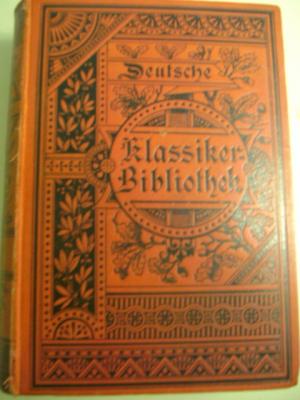 Deutsche
Klassiker-
Bibliothek